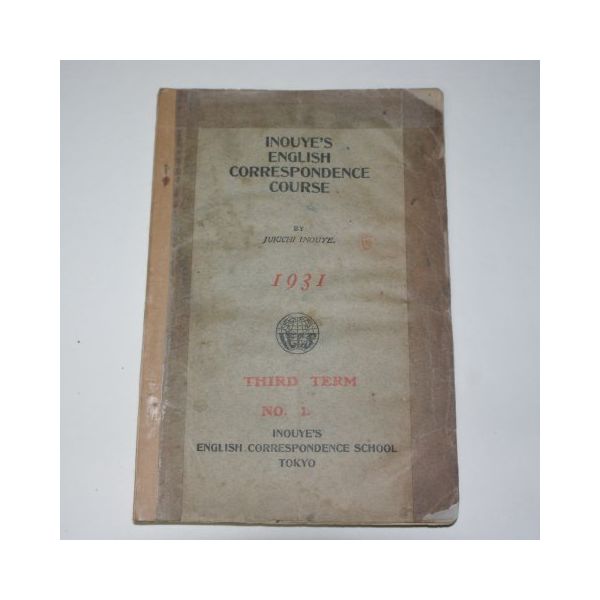 INOUYE'S
ENGLISH
CORRESPONDENCE
COURSE
BY
JUKICHI INOUYE.
1931
THIRD TERM
NO. 1.
INOUYE'S
ENGLISH CORRESPONDENCE SCHOOL
TOKYO